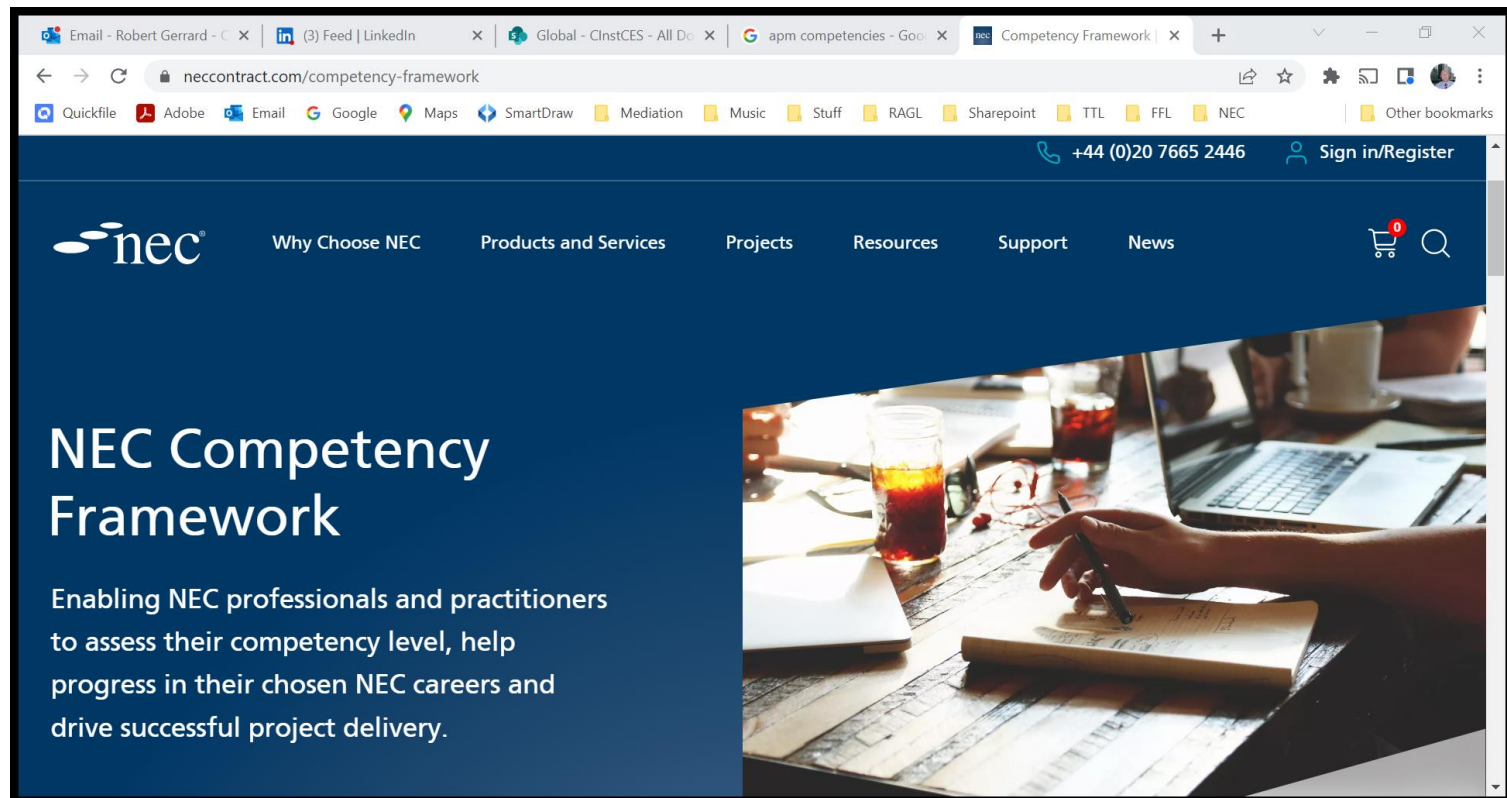 Email - Robert Gerrard - C
(3) Feed | LinkedIn
Global - CInstCES - All Do
apm competencies - Goo
Competency Framework |
neccontract.com/competency-framework
Quickfile Adobe Email Google Maps SmartDraw Mediation Music Stuff RAGL Sharepoint TTL FFL NEC Other bookmarks
+44 (0)20 7665 2446 Sign in/Register
nec® Why Choose NEC Products and Services Projects Resources Support News 0
NEC Competency
Framework
Enabling NEC professionals and practitioners
to assess their competency level, help
progress in their chosen NEC careers and
drive successful project delivery.